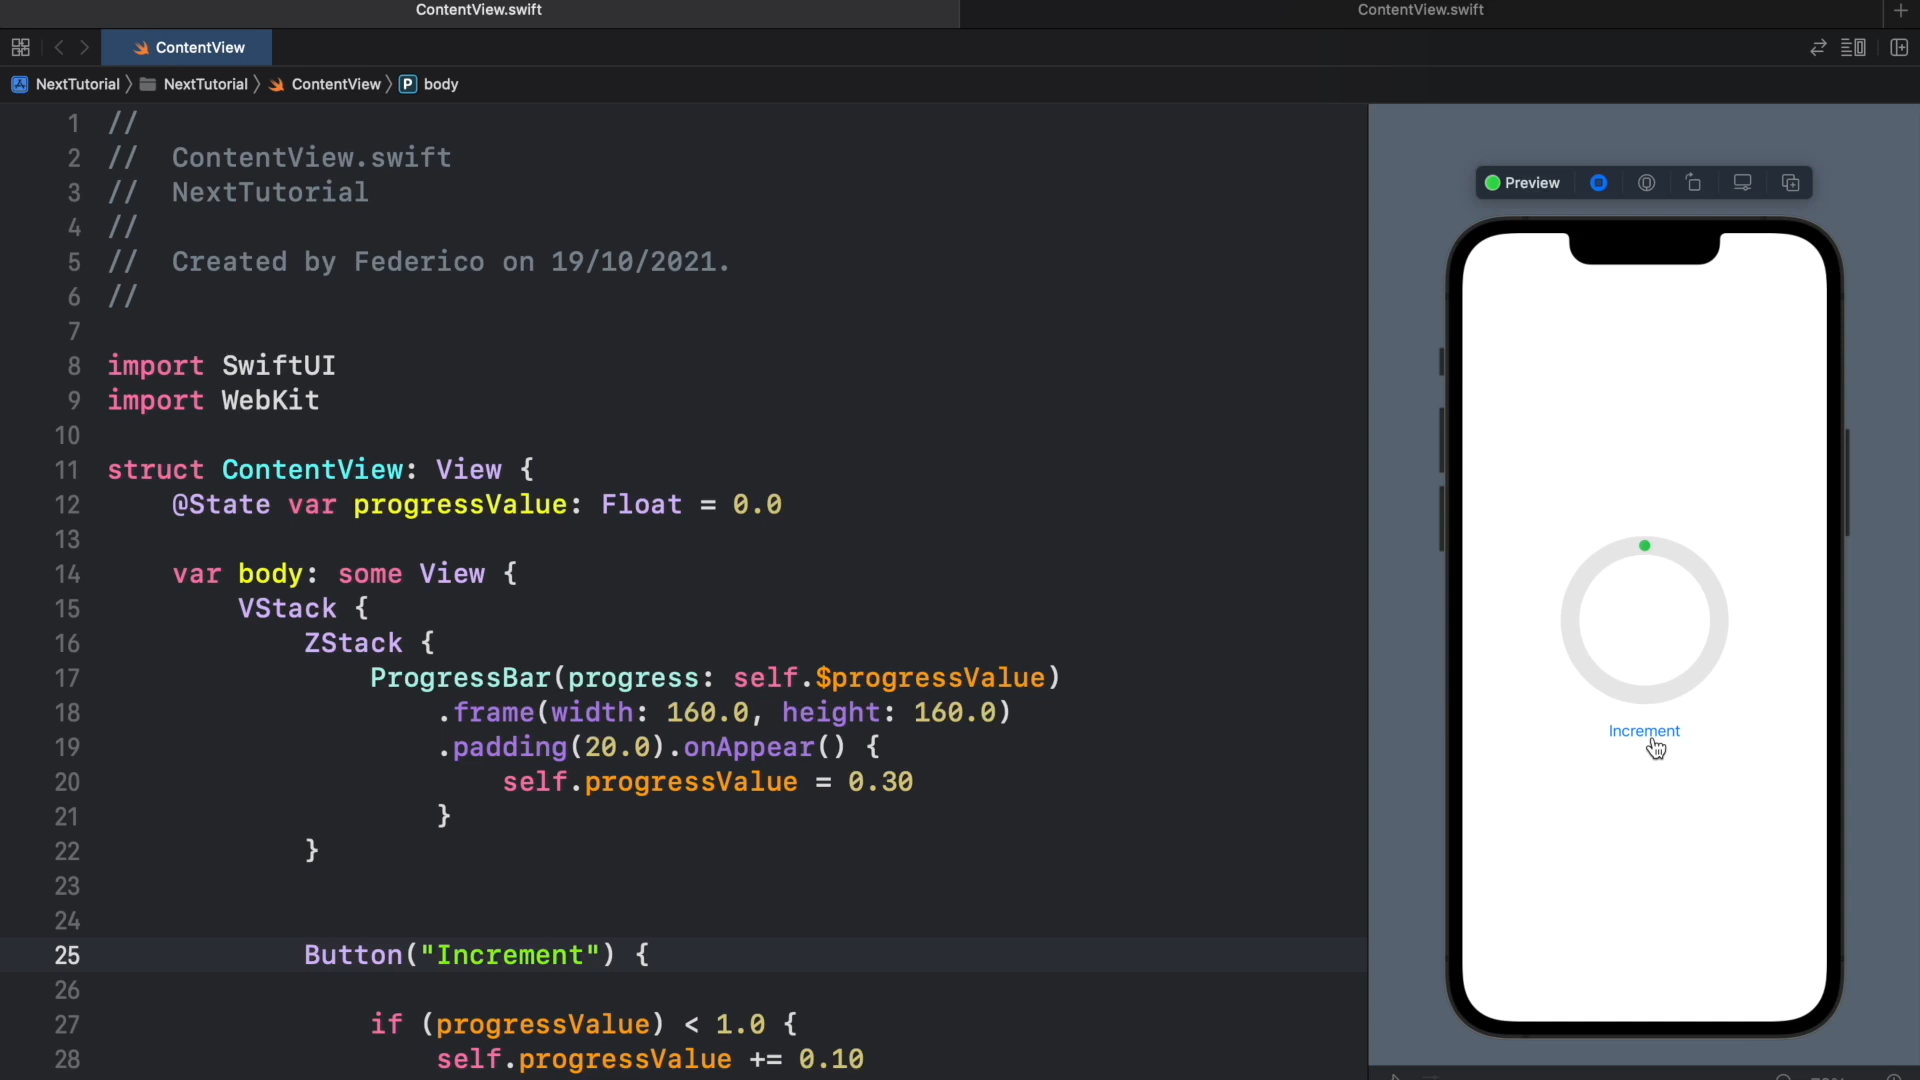 ContentView.swift
ContentView.swift
ContentView
NextTutorial NextTutorial ContentView P body
1 //
2 //  ContentView.swift
3 //  NextTutorial
4 //
5 //  Created by Federico on 19/10/2021.
6 //
7
8 import SwiftUI
9 import WebKit
10
11 struct ContentView: View {
12     @State var progressValue: Float = 0.0
13
14     var body: some View {
15         VStack {
16             ZStack {
17                 ProgressBar(progress: self.$progressValue)
18                     .frame(width: 160.0, height: 160.0)
19                     .padding(20.0).onAppear() {
20                         self.progressValue = 0.30
21                     }
22             }
23
24
25             Button("Increment") {
26
27                 if (progressValue) < 1.0 {
28                     self.progressValue += 0.10
Preview
Increment